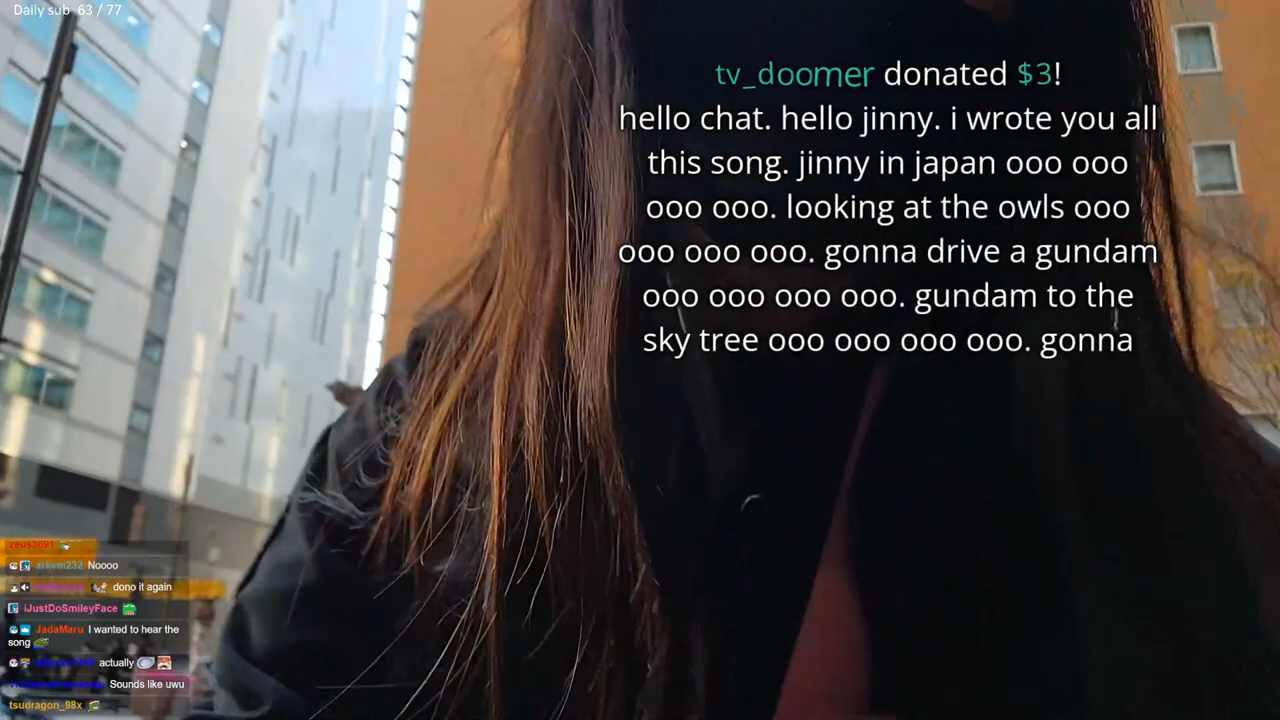 Daily sub 63 / 77
tv_doomer donated $3!
hello chat. hello jinny. i wrote you all
this song. jinny in japan ooo ooo
ooo ooo. looking at the owls ooo
ooo ooo ooo. gonna drive a gundam
ooo ooo ooo ooo. gundam to the
sky tree ooo ooo ooo ooo. gonna
zeus3691
arkem232 Noooo
dono it again
iJustDoSmileyFace
JadaMaru I wanted to hear the
song
actually
Sounds like uwu
tsudragon_98x